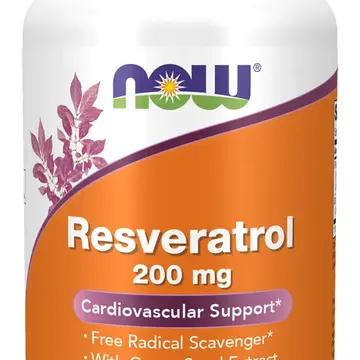 NOW®
Resveratrol
200 mg
Cardiovascular Support*
• Free Radical Scavenger*